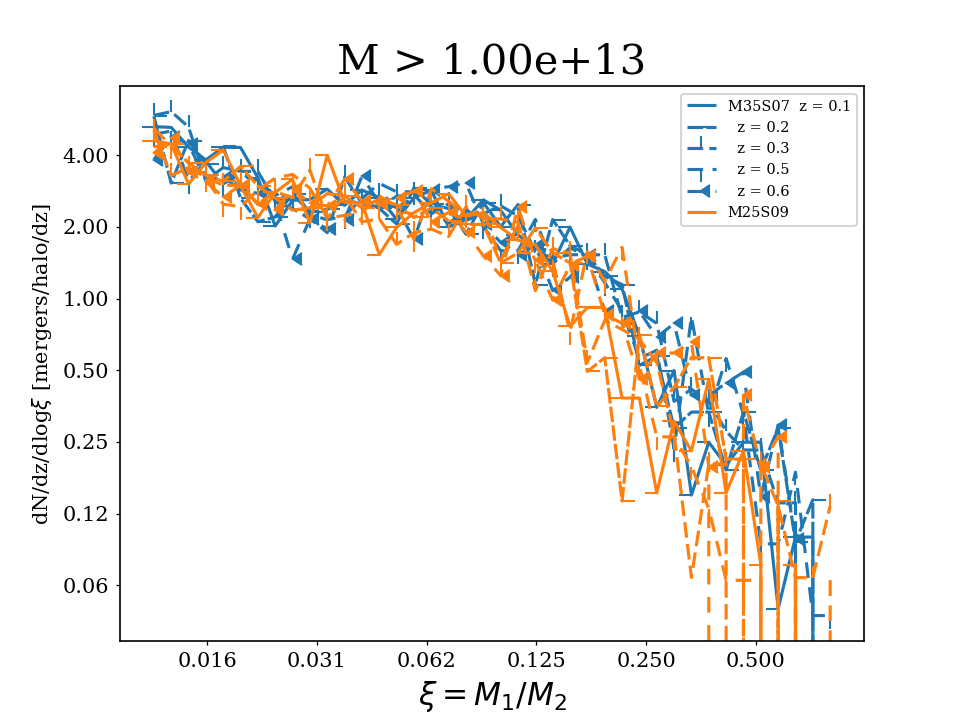 M > 1.00e+13
M35S07 z = 0.1
z = 0.2
z = 0.3
z = 0.5
z = 0.6
M25S09
dN/dz/dlogξ [mergers/halo/dz]
4.00
2.00
1.00
0.50
0.25
0.12
0.06
0.016 0.031 0.062 0.125 0.250 0.500
ξ = M₁/M₂